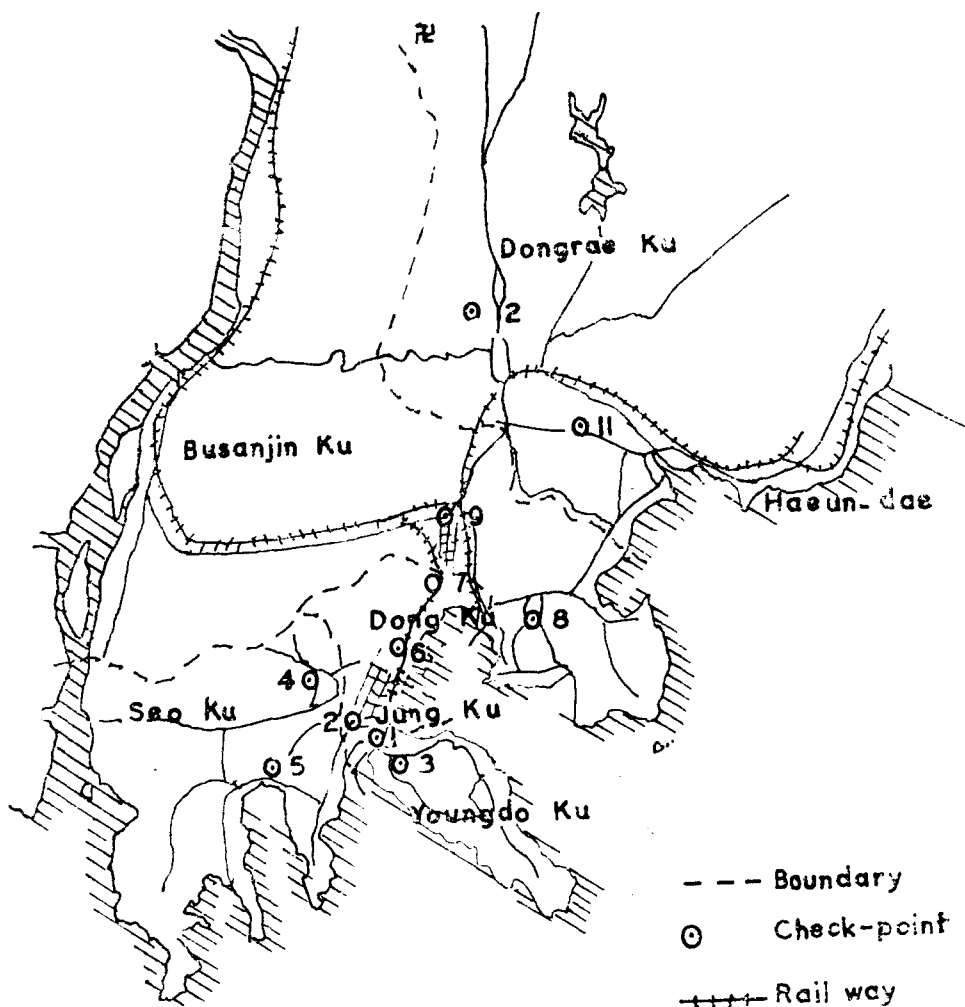 卍
Dongrae Ku
2
11
Busanjin Ku
Haeun-dae
9
7
Dong Ku
8
6
4
Seo Ku
2
Jung Ku
1
5
3
Youngdo Ku
Boundary
Check-point
Rail way